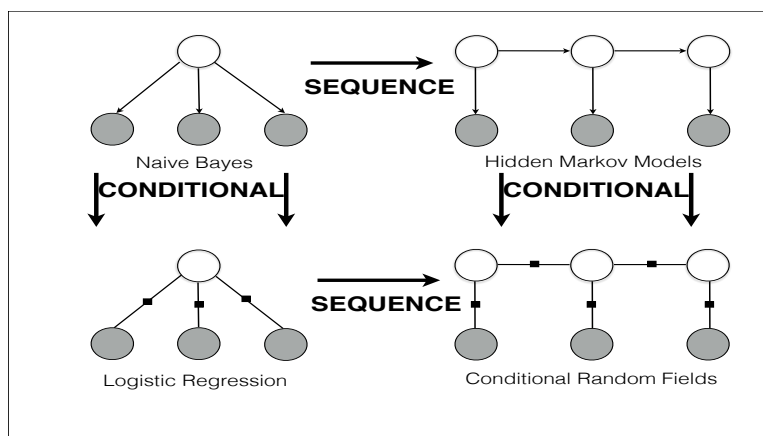 SEQUENCE
Naive Bayes
Hidden Markov Models
CONDITIONAL
CONDITIONAL
SEQUENCE
Logistic Regression
Conditional Random Fields